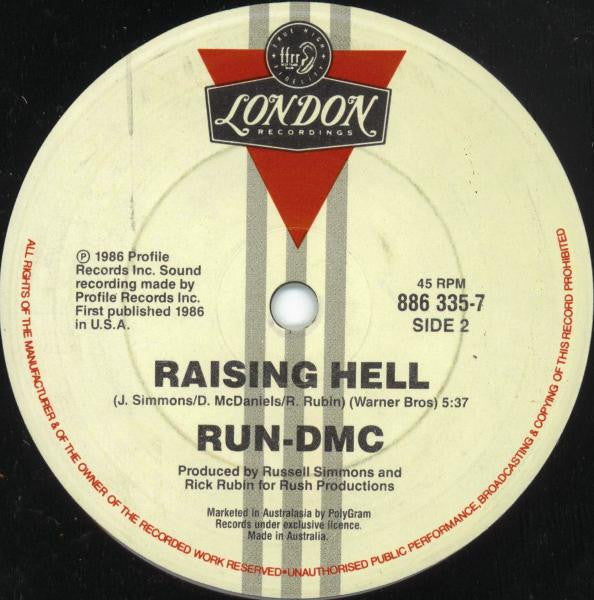 TRUE HIGH FIDELITY
ffrr
LONDON
RECORDINGS
℗ 1986 Profile
Records Inc. Sound
recording made by
Profile Records Inc.
First published 1986
in U.S.A.
45 RPM
886 335-7
SIDE 2
RAISING HELL
(J. Simmons/D. McDaniels/R. Rubin) (Warner Bros) 5:37
RUN-DMC
Produced by Russell Simmons and
Rick Rubin for Rush Productions
Marketed in Australasia by PolyGram
Records under exclusive licence.
Made in Australia.
ALL RIGHTS OF THE MANUFACTURER & OF THE OWNER OF THE RECORDED WORK RESERVED•UNAUTHORISED PUBLIC PERFORMANCE, BROADCASTING & COPYING OF THIS RECORD PROHIBITED